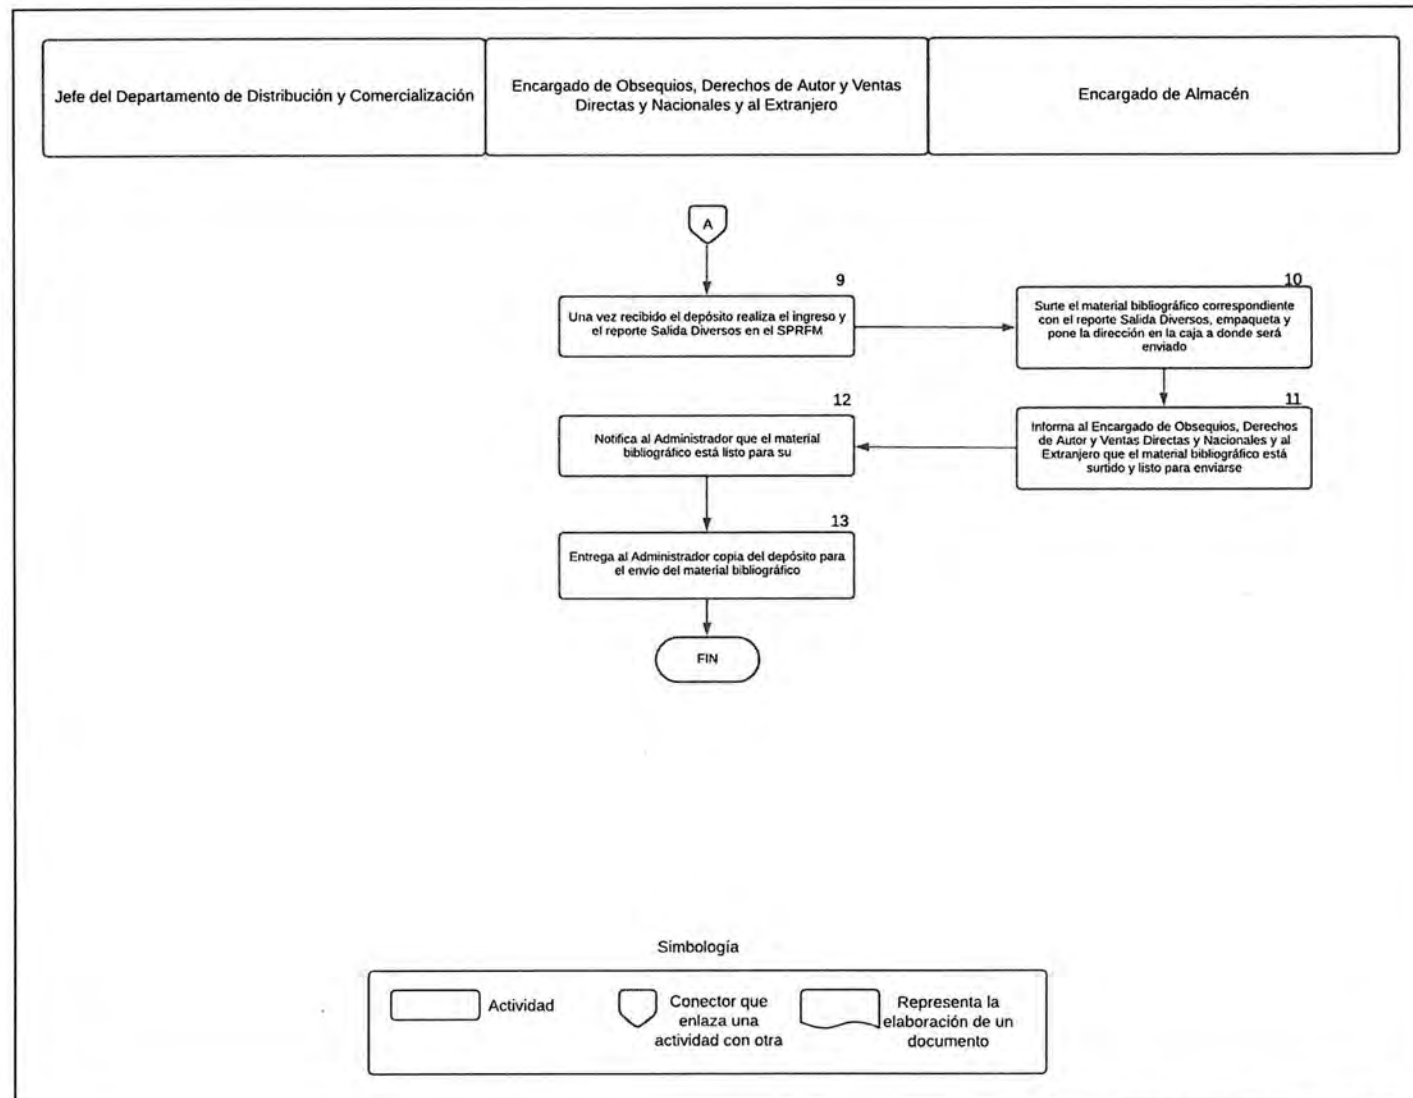 Jefe del Departamento de Distribución y Comercialización
Encargado de Obsequios, Derechos de Autor y Ventas
Directas y Nacionales y al Extranjero
Encargado de Almacén
A
9
Una vez recibido el depósito realiza el ingreso y
el reporte Salida Diversos en el SPRFM
10
Surte el material bibliográfico correspondiente
con el reporte Salida Diversos, empaqueta y
pone la dirección en la caja a donde será
enviado
11
Informa al Encargado de Obsequios, Derechos
de Autor y Ventas Directas y Nacionales y al
Extranjero que el material bibliográfico está
surtido y listo para enviarse
12
Notifica al Administrador que el material
bibliográfico está listo para su
13
Entrega al Administrador copia del depósito para
el envío del material bibliográfico
FIN
Simbología
Actividad
Conector que
enlaza una
actividad con otra
Representa la
elaboración de un
documento